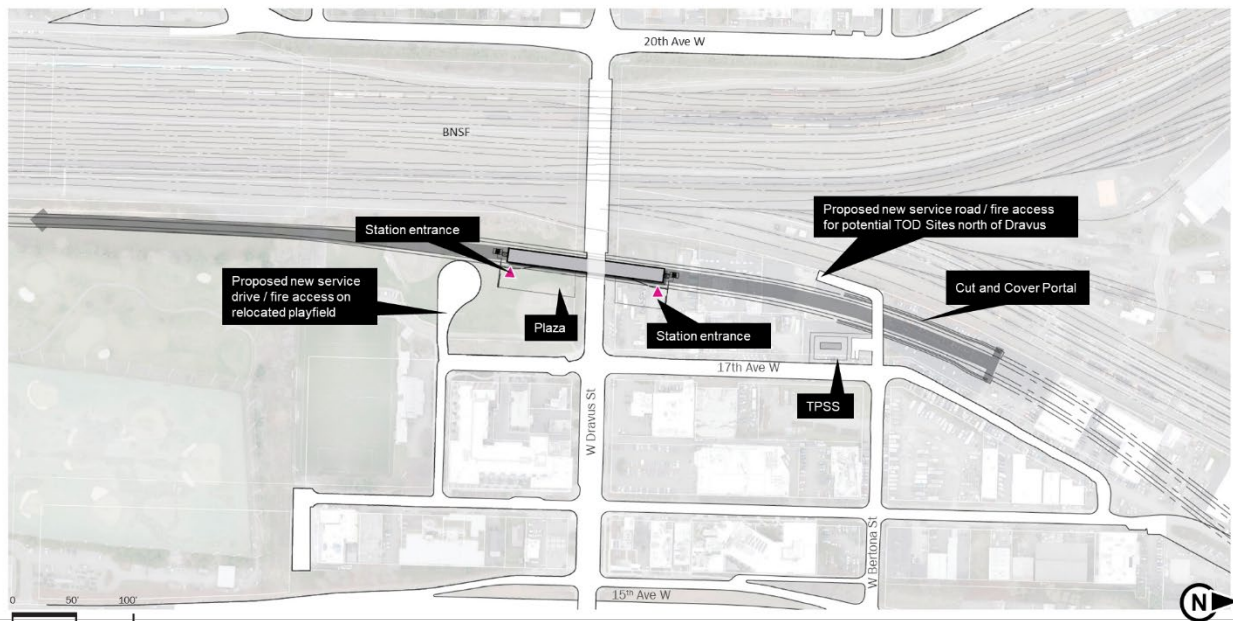 20th Ave W
BNSF
Station entrance
Proposed new service road / fire access
for potential TOD Sites north of Dravus
Proposed new service
drive / fire access on
relocated playfield
Cut and Cover Portal
Plaza
Station entrance
17th Ave W
TPSS
W Dravus St
W Bertona St
15th Ave W
0 50' 100'
N